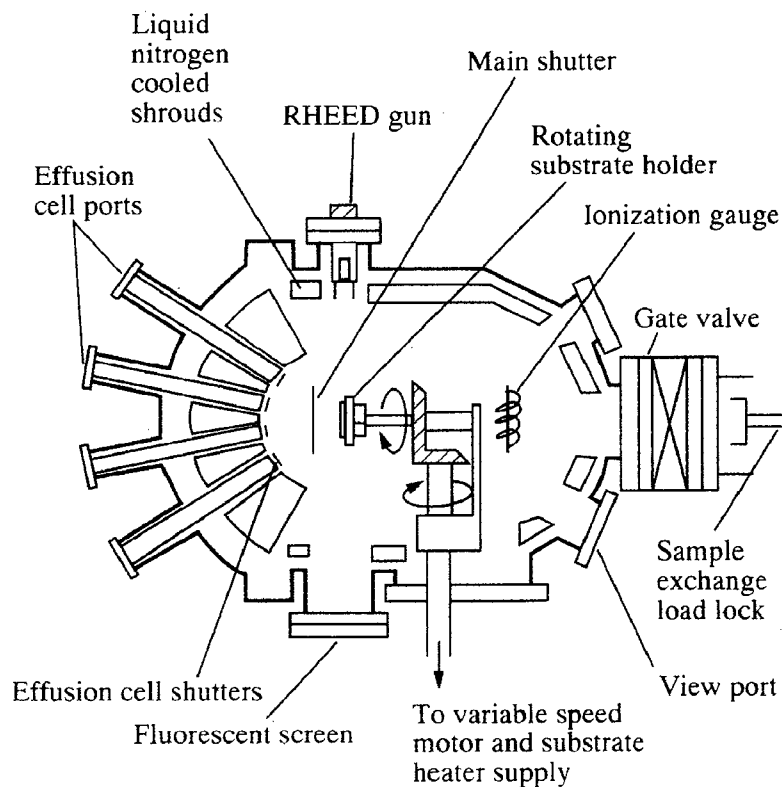 Liquid
nitrogen
cooled
shrouds
Main shutter
RHEED gun
Rotating
substrate holder
Effusion
cell ports
Ionization gauge
Gate valve
Sample
exchange
load lock
Effusion cell shutters
View port
Fluorescent screen
To variable speed
motor and substrate
heater supply